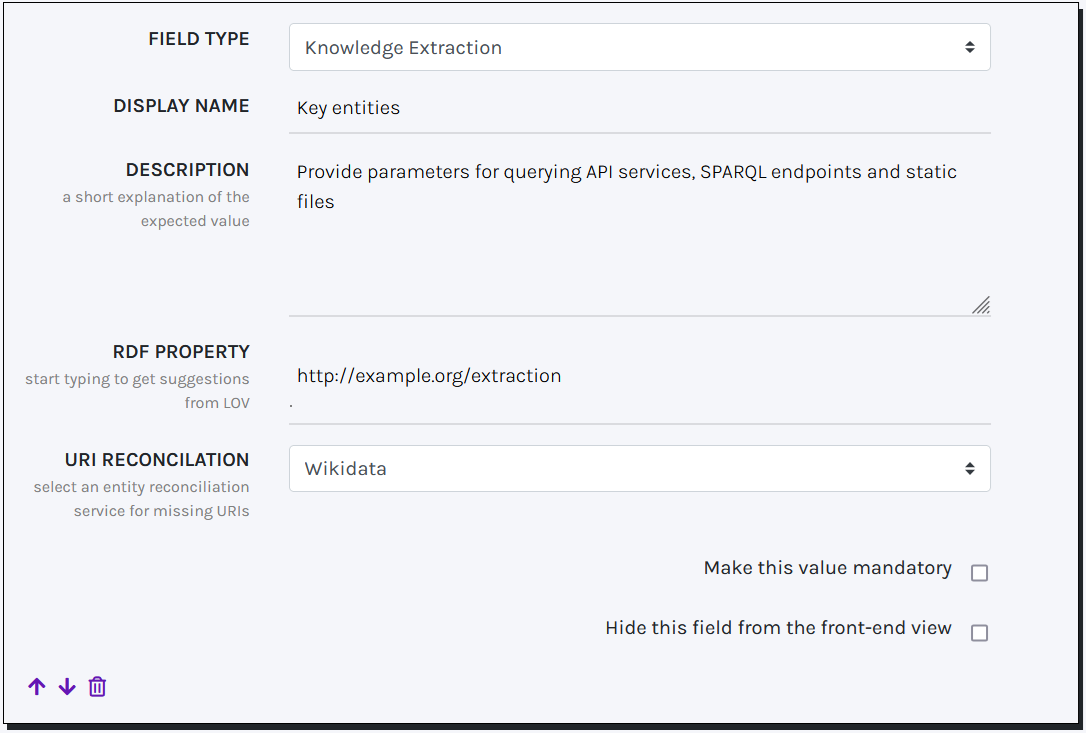 FIELD TYPE
Knowledge Extraction
DISPLAY NAME
Key entities
DESCRIPTION
a short explanation of the
expected value
Provide parameters for querying API services, SPARQL endpoints and static
files
RDF PROPERTY
start typing to get suggestions
from LOV
http://example.org/extraction
.
URI RECONCILATION
select an entity reconciliation
service for missing URIs
Wikidata
Make this value mandatory
Hide this field from the front-end view